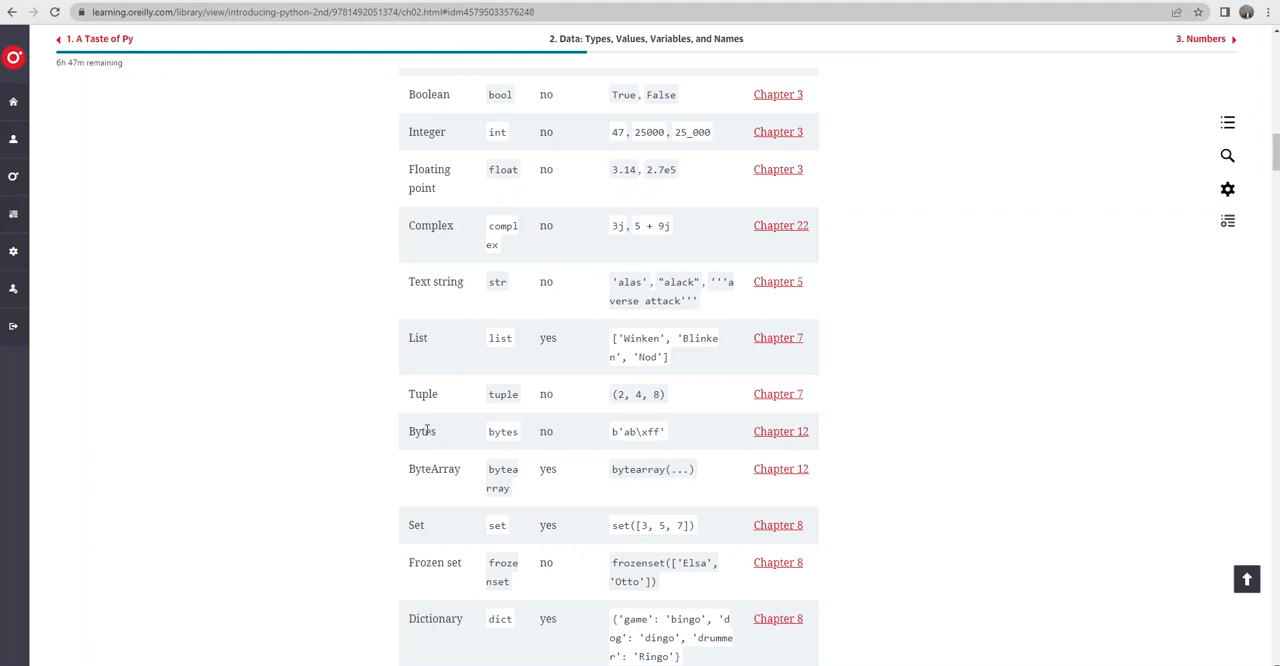 learning.oreilly.com/library/view/introducing-python-2nd/9781492051374/ch02.html#idm45795033576248
1. A Taste of Py
2. Data: Types, Values, Variables, and Names
3. Numbers
6h 47m remaining
Boolean bool no True, False Chapter 3
Integer int no 47, 25000, 25_000 Chapter 3
Floating float no 3.14, 2.7e5 Chapter 3
point
Complex compl no 3j, 5 + 9j Chapter 22
ex
Text string str no 'alas', "alack", '''a Chapter 5
verse attack'''
List list yes ['Winken', 'Blinke Chapter 7
n', 'Nod']
Tuple tuple no (2, 4, 8) Chapter 7
Bytes bytes no b'ab\xff' Chapter 12
ByteArray bytea yes bytearray(...) Chapter 12
rray
Set set yes set([3, 5, 7]) Chapter 8
Frozen set froze no frozenset(['Elsa', Chapter 8
nset 'Otto'])
Dictionary dict yes {'game': 'bingo', 'd Chapter 8
og': 'dingo', 'drumme
r': 'Ringo'}